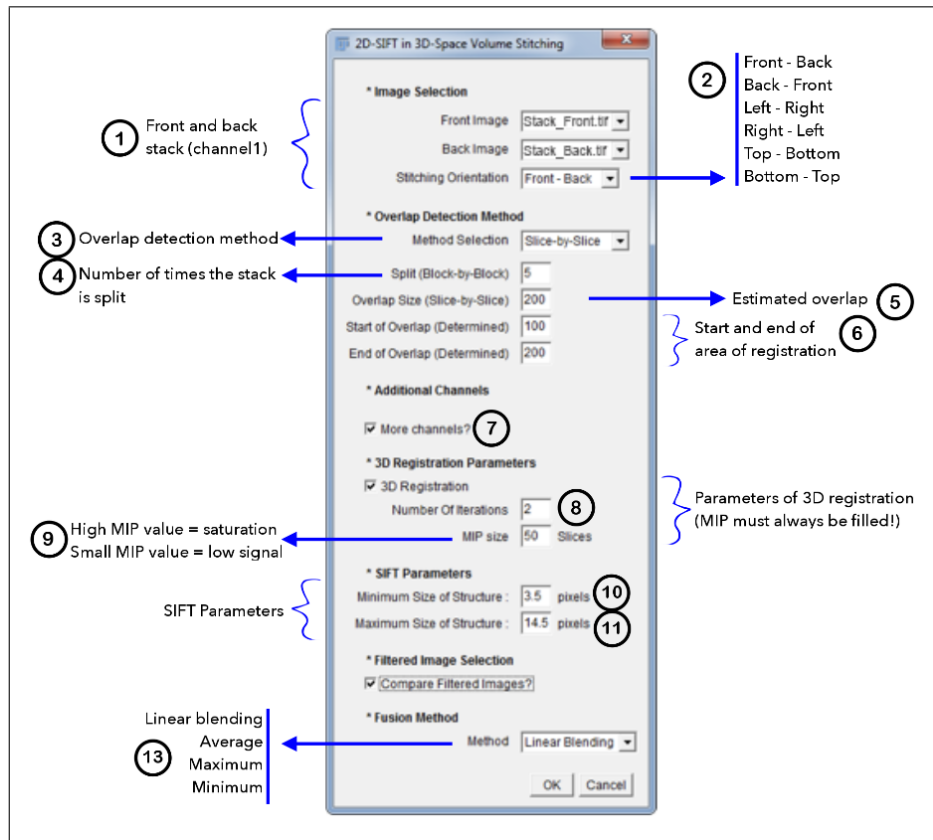 2D-SIFT in 3D-Space Volume Stitching
* Image Selection
1 Front and back
stack (channel1)
Front Image Stack_Front.tif
Back Image Stack_Back.tif
Stitching Orientation Front - Back
2
Front - Back
Back - Front
Left - Right
Right - Left
Top - Bottom
Bottom - Top
* Overlap Detection Method
3 Overlap detection method
Method Selection Slice-by-Slice
4 Number of times the stack
is split
Split (Block-by-Block) 5
Overlap Size (Slice-by-Slice) 200
Estimated overlap 5
Start of Overlap (Determined) 100
End of Overlap (Determined) 200
Start and end of
area of registration 6
* Additional Channels
More channels? 7
* 3D Registration Parameters
3D Registration
Number Of Iterations 2 8
MIP size 50 Slices
Parameters of 3D registration
(MIP must always be filled!)
9 High MIP value = saturation
Small MIP value = low signal
* SIFT Parameters
SIFT Parameters
Minimum Size of Structure : 3.5 pixels 10
Maximum Size of Structure : 14.5 pixels 11
* Filtered Image Selection
Compare Filtered Images?
* Fusion Method
Method Linear Blending
13
Linear blending
Average
Maximum
Minimum
OK Cancel